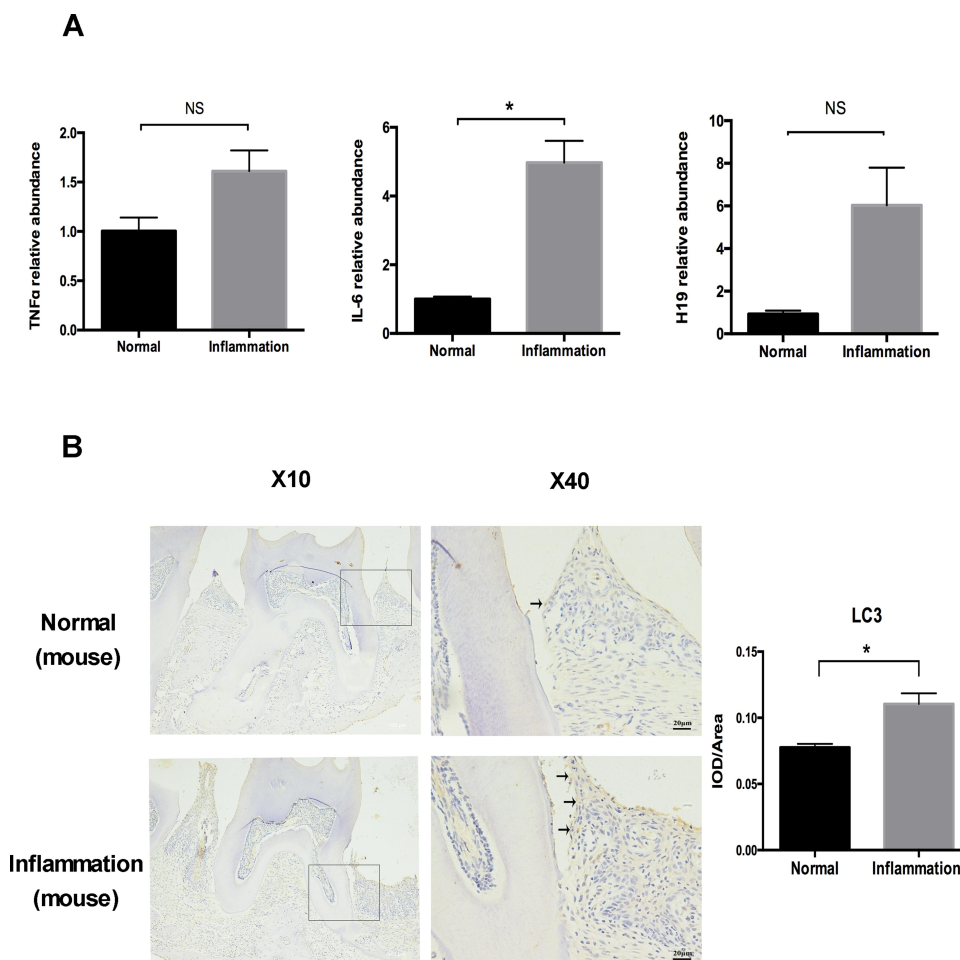 A
NS
TNFα relative abundance
2.0
1.5
1.0
0.5
0.0
Normal
Inflammation
*
IL-6 relative abundance
6
4
2
0
Normal
Inflammation
NS
H19 relative abundance
10
8
6
4
2
0
Normal
Inflammation
B
X10
X40
Normal
(mouse)
20μm
Inflammation
(mouse)
20μm
LC3
*
IOD/Area
0.15
0.10
0.05
0.00
Normal
Inflammation